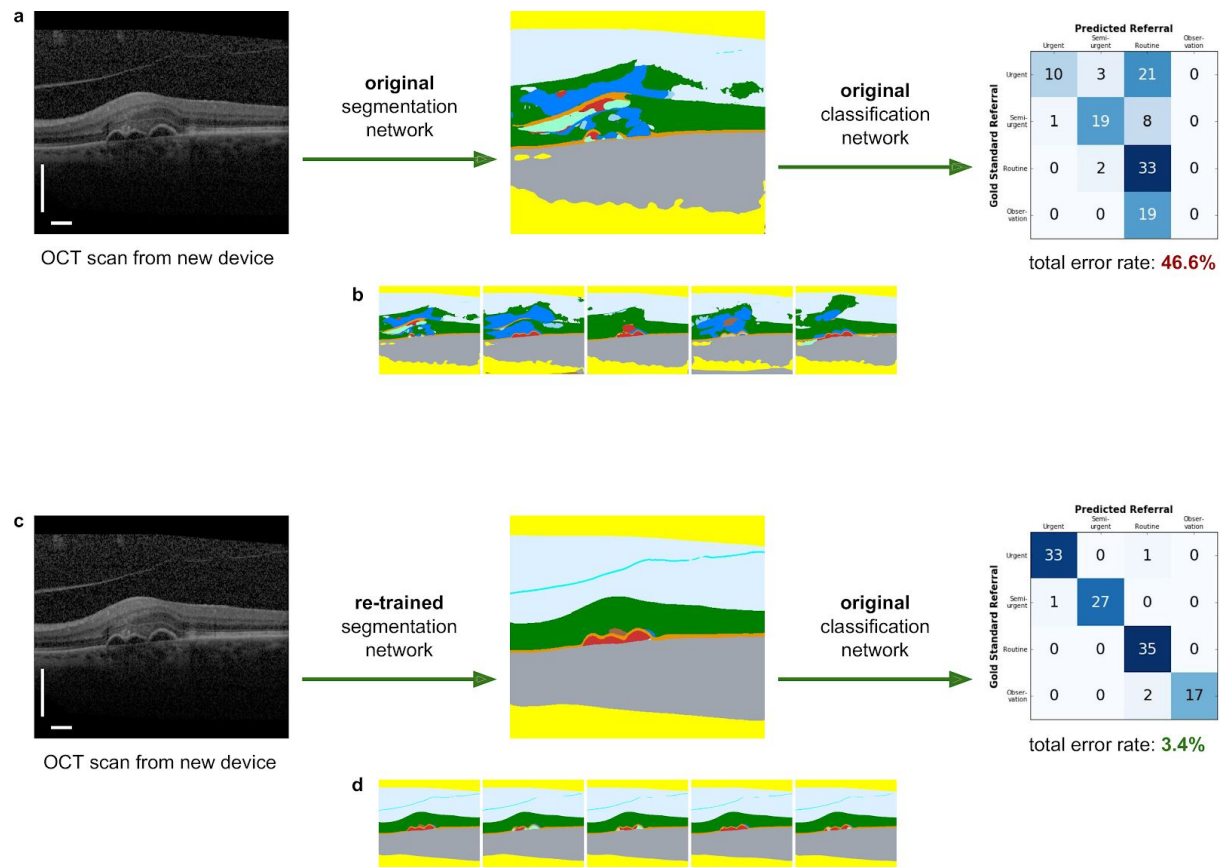 a
original
segmentation
network
original
classification
network
OCT scan from new device
Predicted Referral
Urgent
Semi-
urgent
Routine
Obser-
vation
Gold Standard Referral
Urgent 10 3 21 0
Semi-
urgent 1 19 8 0
Routine 0 2 33 0
Obser-
vation 0 0 19 0
total error rate: 46.6%
b
c
re-trained
segmentation
network
original
classification
network
OCT scan from new device
Predicted Referral
Urgent
Semi-
urgent
Routine
Obser-
vation
Gold Standard Referral
Urgent 33 0 1 0
Semi-
urgent 1 27 0 0
Routine 0 0 35 0
Obser-
vation 0 0 2 17
total error rate: 3.4%
d